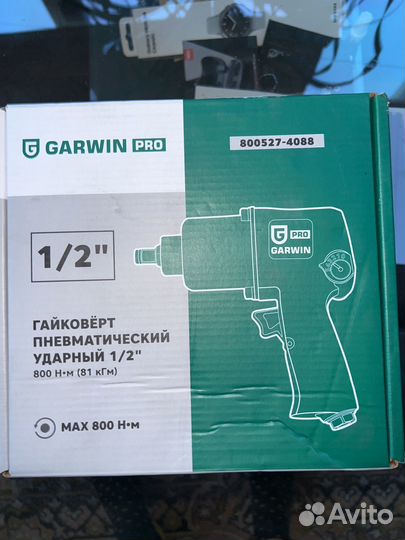 GARWIN PRO
800527-4088
1/2"
G PRO
GARWIN
ГАЙКОВЁРТ
ПНЕВМАТИЧЕСКИЙ
УДАРНЫЙ 1/2"
800 Н•м (81 кГм)
MAX 800 Н•м
Avito